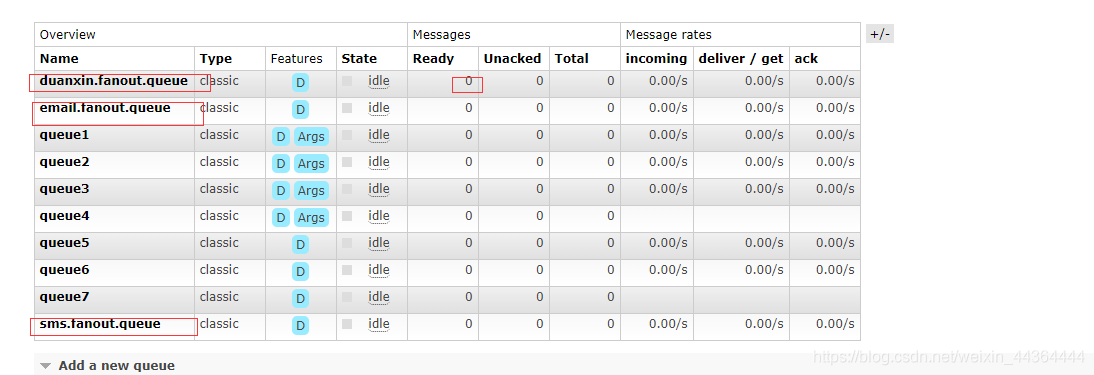 Overview Messages Message rates +/-
Name Type Features State Ready Unacked Total incoming deliver / get ack
duanxin.fanout.queue classic D idle 0 0 0 0.00/s 0.00/s 0.00/s
email.fanout.queue classic D idle 0 0 0 0.00/s 0.00/s 0.00/s
queue1 classic D Args idle 0 0 0 0.00/s 0.00/s 0.00/s
queue2 classic D Args idle 0 0 0 0.00/s 0.00/s 0.00/s
queue3 classic D Args idle 0 0 0 0.00/s 0.00/s 0.00/s
queue4 classic D Args idle 0 0 0
queue5 classic D idle 0 0 0 0.00/s 0.00/s 0.00/s
queue6 classic D idle 0 0 0 0.00/s 0.00/s 0.00/s
queue7 classic D idle 0 0 0
sms.fanout.queue classic D idle 0 0 0 0.00/s 0.00/s 0.00/s
Add a new queue
https://blog.csdn.net/weixin_44364444